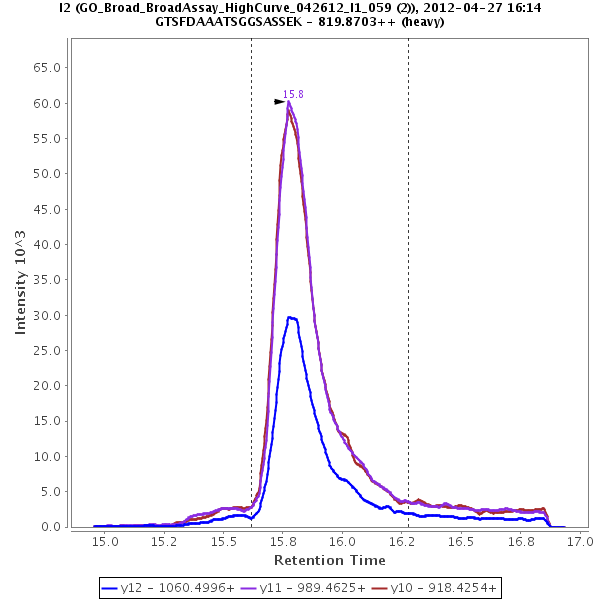 I2 (GO_Broad_BroadAssay_HighCurve_042612_I1_059 (2)), 2012-04-27 16:14
GTSFDAAATSGGSASSEK - 819.8703++ (heavy)
15.8
65.0
60.0
55.0
50.0
45.0
40.0
35.0
30.0
25.0
20.0
15.0
10.0
5.0
0.0
Intensity 10^3
15.0 15.2 15.5 15.8 16.0 16.2 16.5 16.8 17.0
Retention Time
y12 - 1060.4996+ y11 - 989.4625+ y10 - 918.4254+